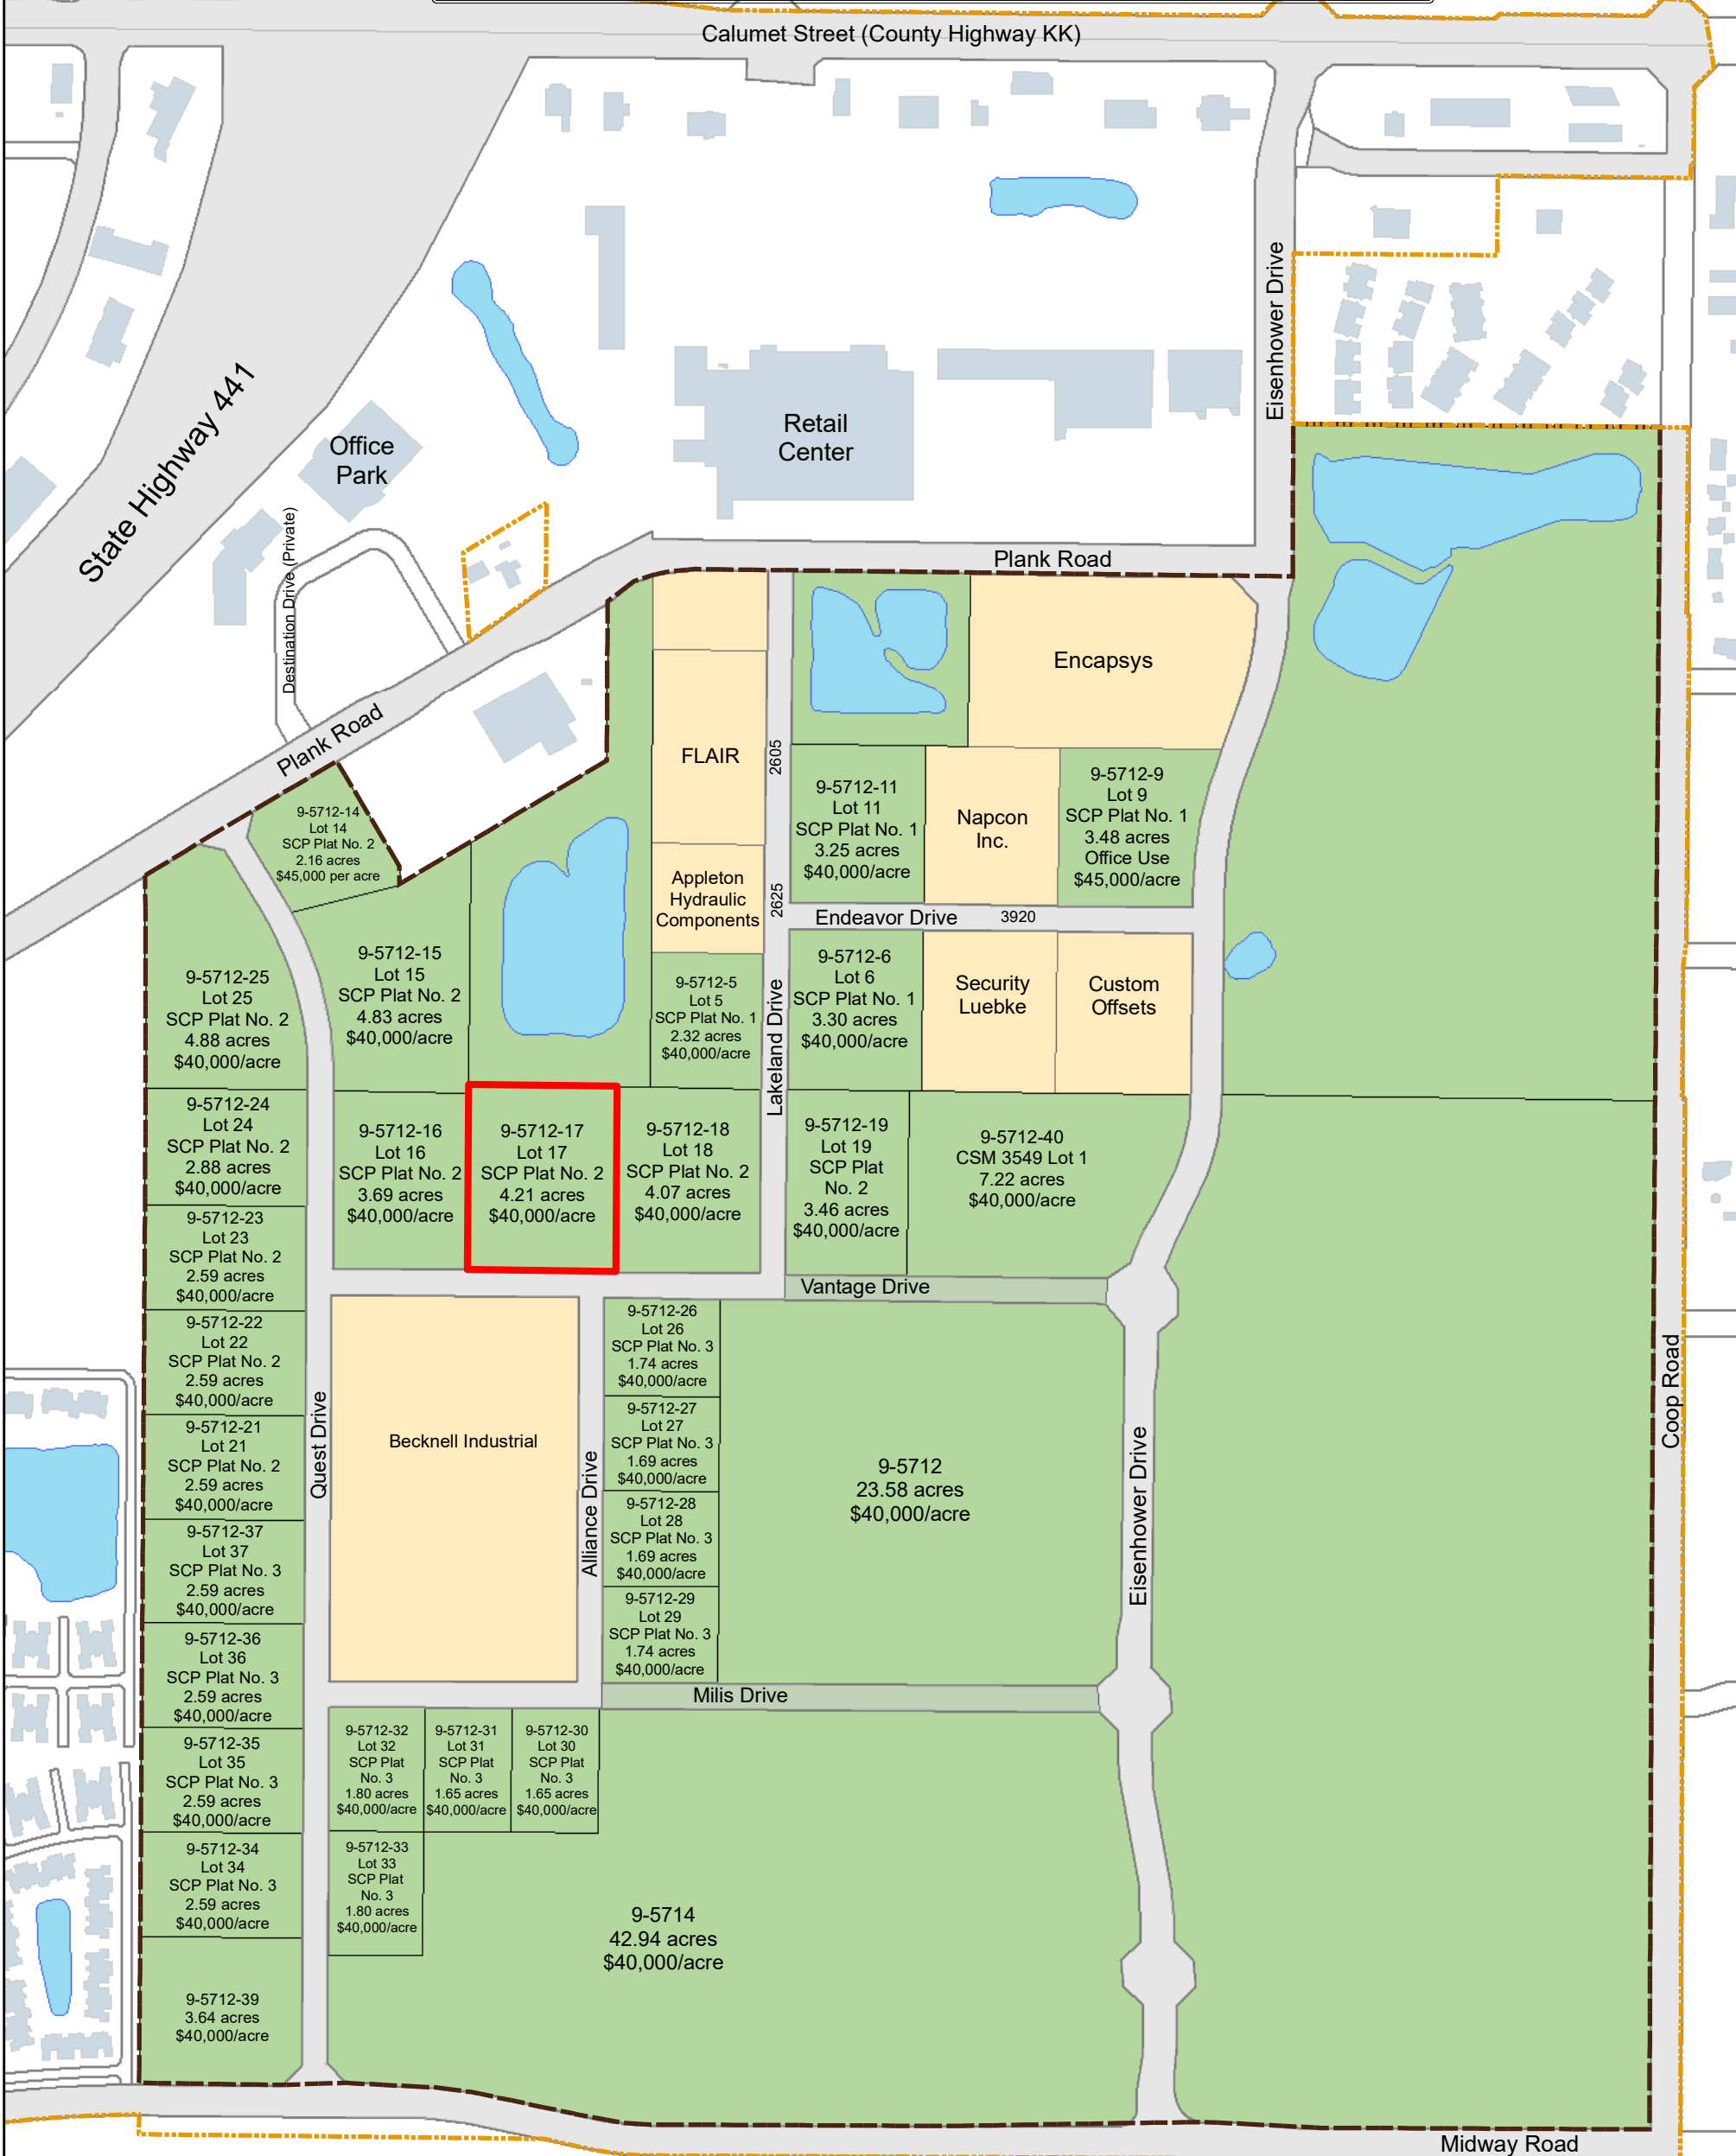 Calumet Street (County Highway KK)
Eisenhower Drive
State Highway 441
Office
Park
Retail
Center
Destination Drive (Private)
Plank Road
Plank Road
Encapsys
FLAIR
2605
9-5712-11
Lot 11
SCP Plat No. 1
3.25 acres
$40,000/acre
Napcon
Inc.
9-5712-9
Lot 9
SCP Plat No. 1
3.48 acres
Office Use
$45,000/acre
9-5712-14
Lot 14
SCP Plat No. 2
2.16 acres
$45,000 per acre
Appleton
Hydraulic
Components
2625
Endeavor Drive
3920
9-5712-25
Lot 25
SCP Plat No. 2
4.88 acres
$40,000/acre
9-5712-15
Lot 15
SCP Plat No. 2
4.83 acres
$40,000/acre
9-5712-5
Lot 5
SCP Plat No. 1
2.32 acres
$40,000/acre
Lakeland Drive
9-5712-6
Lot 6
SCP Plat No. 1
3.30 acres
$40,000/acre
Security
Luebke
Custom
Offsets
9-5712-24
Lot 24
SCP Plat No. 2
2.88 acres
$40,000/acre
9-5712-16
Lot 16
SCP Plat No. 2
3.69 acres
$40,000/acre
9-5712-17
Lot 17
SCP Plat No. 2
4.21 acres
$40,000/acre
9-5712-18
Lot 18
SCP Plat No. 2
4.07 acres
$40,000/acre
9-5712-19
Lot 19
SCP Plat
No. 2
3.46 acres
$40,000/acre
9-5712-40
CSM 3549 Lot 1
7.22 acres
$40,000/acre
9-5712-23
Lot 23
SCP Plat No. 2
2.59 acres
$40,000/acre
Vantage Drive
9-5712-22
Lot 22
SCP Plat No. 2
2.59 acres
$40,000/acre
9-5712-26
Lot 26
SCP Plat No. 3
1.74 acres
$40,000/acre
Coop Road
9-5712-21
Lot 21
SCP Plat No. 2
2.59 acres
$40,000/acre
Quest Drive
Becknell Industrial
Alliance Drive
9-5712-27
Lot 27
SCP Plat No. 3
1.69 acres
$40,000/acre
9-5712
23.58 acres
$40,000/acre
Eisenhower Drive
9-5712-28
Lot 28
SCP Plat No. 3
1.69 acres
$40,000/acre
9-5712-37
Lot 37
SCP Plat No. 3
2.59 acres
$40,000/acre
9-5712-29
Lot 29
SCP Plat No. 3
1.74 acres
$40,000/acre
9-5712-36
Lot 36
SCP Plat No. 3
2.59 acres
$40,000/acre
Milis Drive
9-5712-35
Lot 35
SCP Plat No. 3
2.59 acres
$40,000/acre
9-5712-32
Lot 32
SCP Plat
No. 3
1.80 acres
$40,000/acre
9-5712-31
Lot 31
SCP Plat
No. 3
1.65 acres
$40,000/acre
9-5712-30
Lot 30
SCP Plat
No. 3
1.65 acres
$40,000/acre
9-5712-34
Lot 34
SCP Plat No. 3
2.59 acres
$40,000/acre
9-5712-33
Lot 33
SCP Plat
No. 3
1.80 acres
$40,000/acre
9-5714
42.94 acres
$40,000/acre
9-5712-39
3.64 acres
$40,000/acre
Midway Road